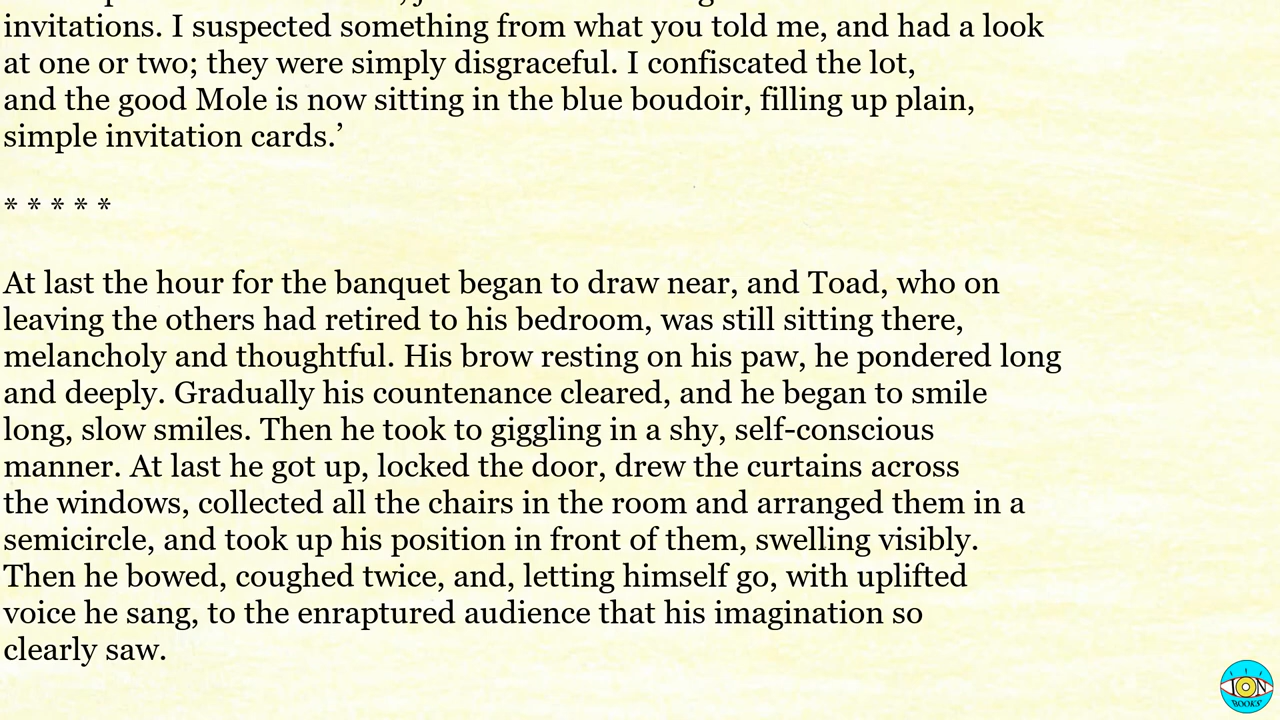 invitations. I suspected something from what you told me, and had a look
at one or two; they were simply disgraceful. I confiscated the lot,
and the good Mole is now sitting in the blue boudoir, filling up plain,
simple invitation cards.’
* * * * *
At last the hour for the banquet began to draw near, and Toad, who on
leaving the others had retired to his bedroom, was still sitting there,
melancholy and thoughtful. His brow resting on his paw, he pondered long
and deeply. Gradually his countenance cleared, and he began to smile
long, slow smiles. Then he took to giggling in a shy, self-conscious
manner. At last he got up, locked the door, drew the curtains across
the windows, collected all the chairs in the room and arranged them in a
semicircle, and took up his position in front of them, swelling visibly.
Then he bowed, coughed twice, and, letting himself go, with uplifted
voice he sang, to the enraptured audience that his imagination so
clearly saw.
ION
BOOKS